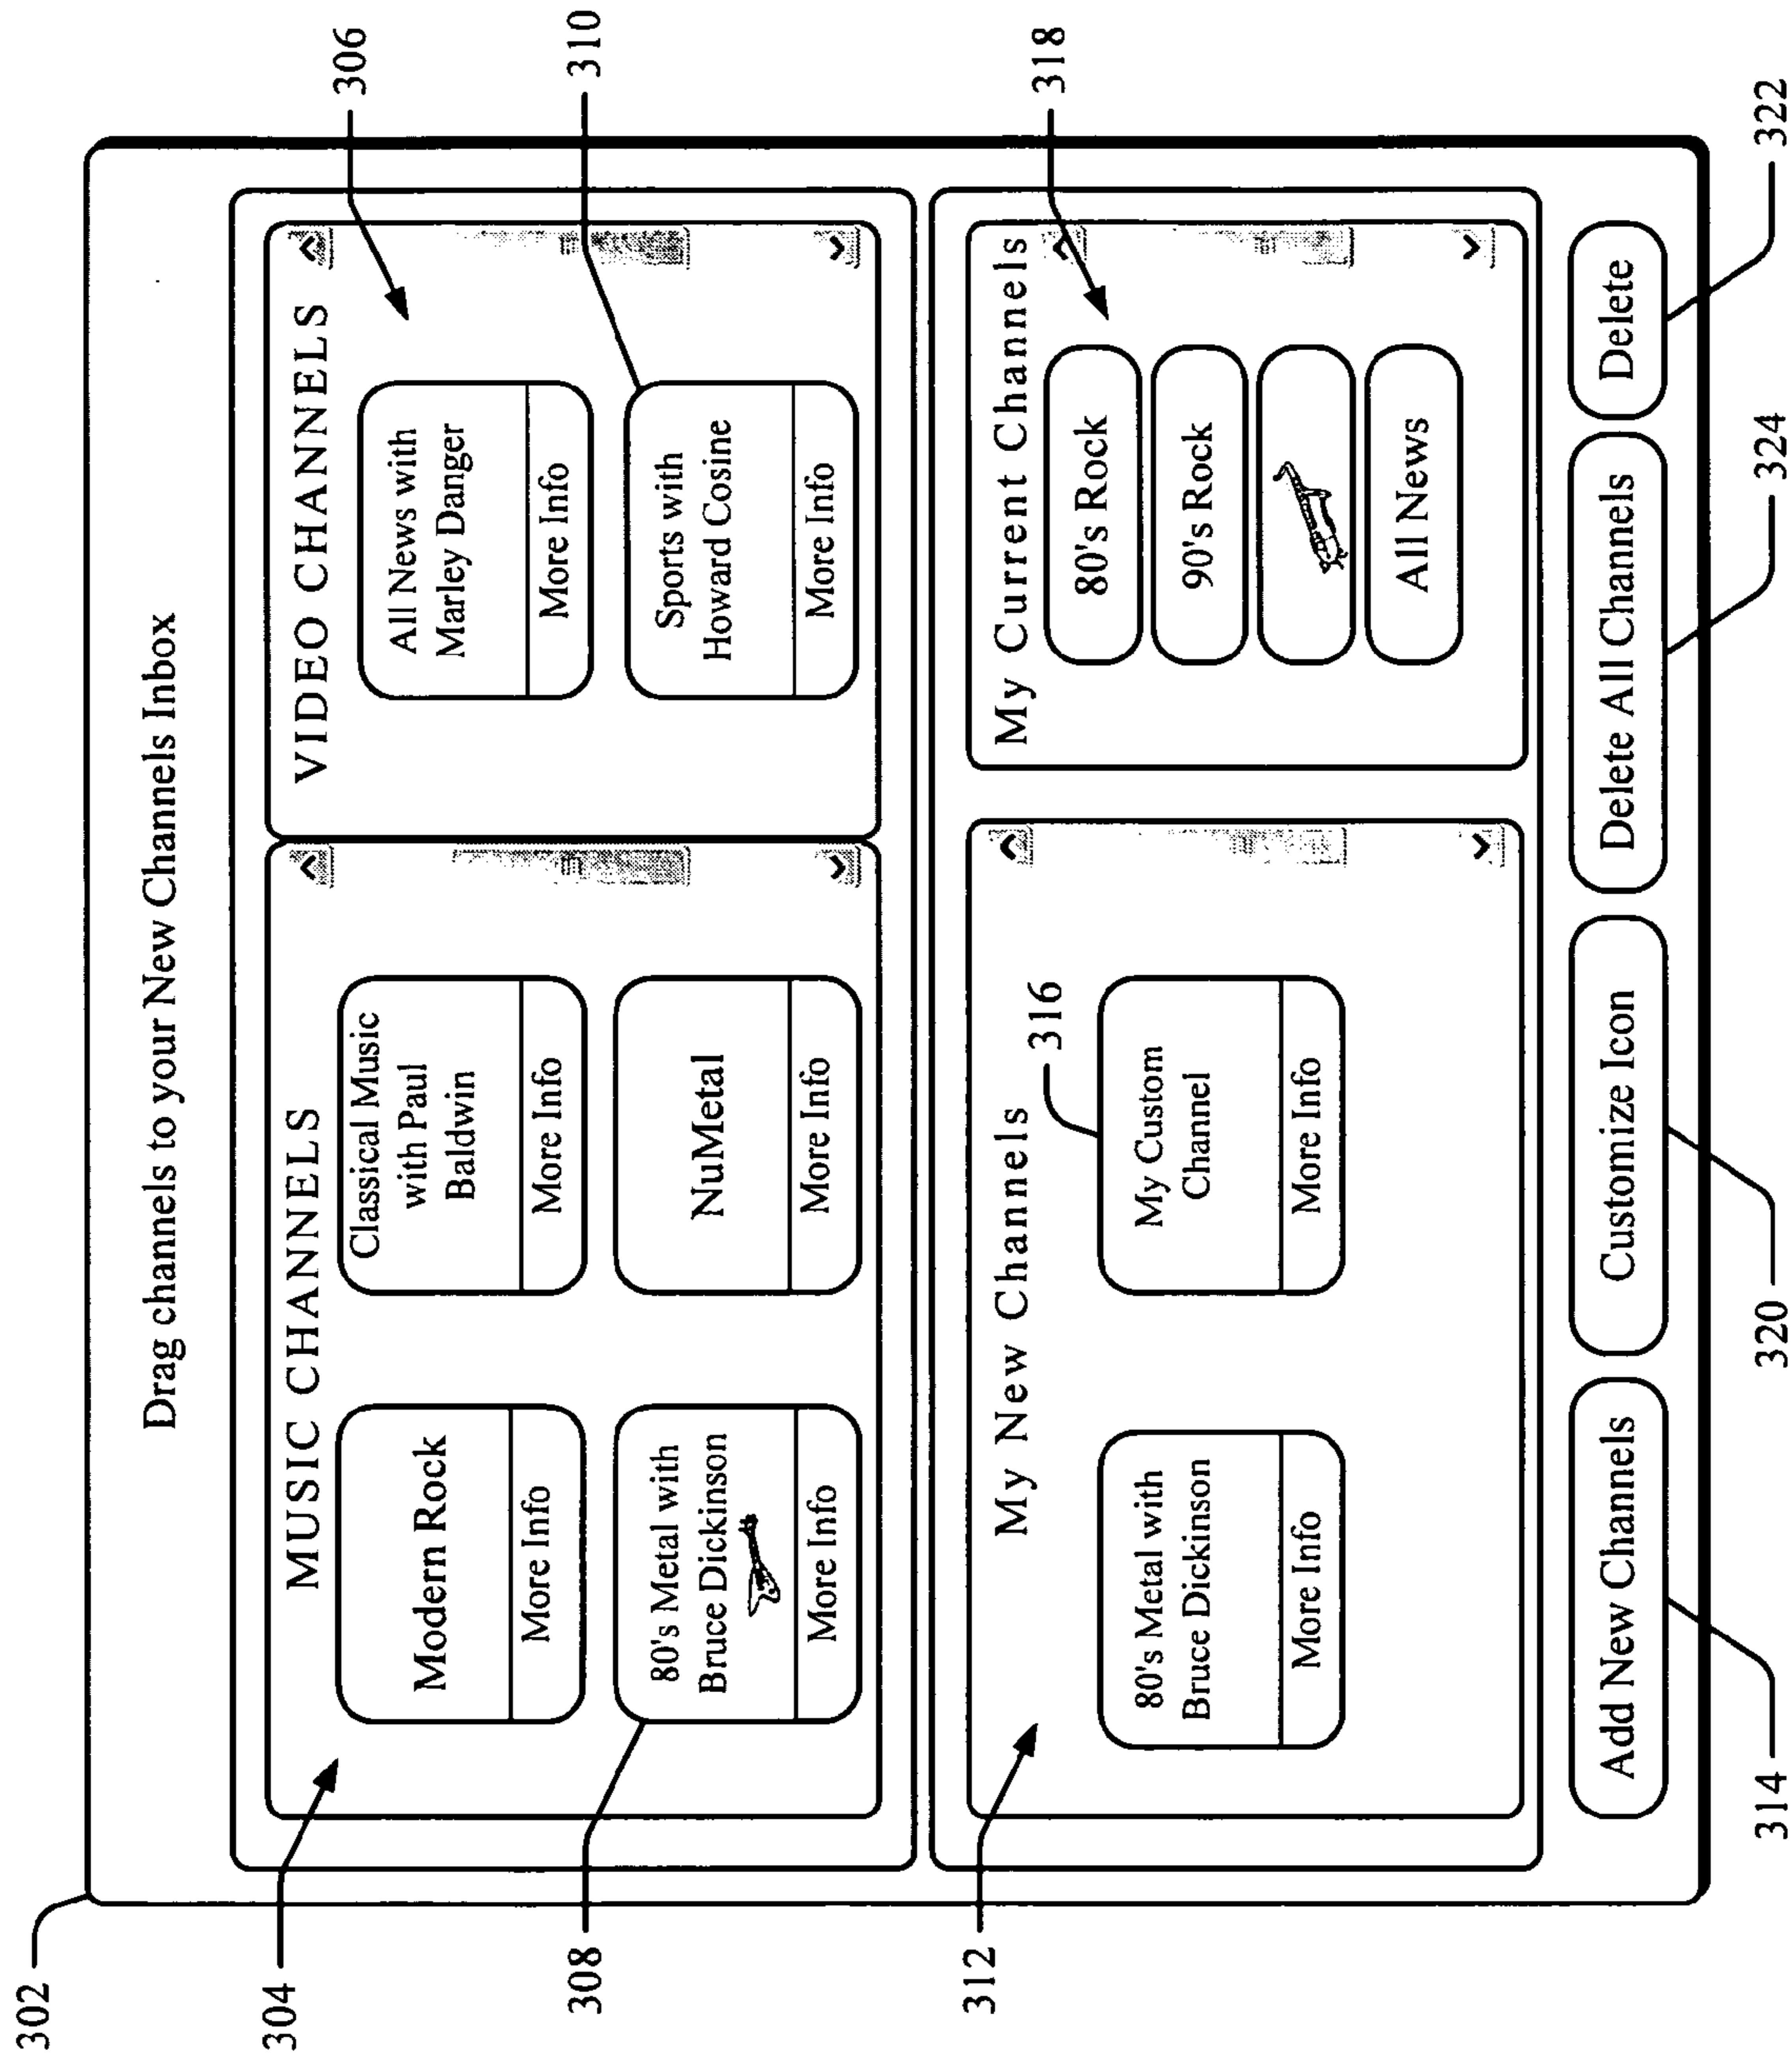 302
Drag channels to your New Channels Inbox
304
306
MUSIC CHANNELS
VIDEO CHANNELS
Modern Rock
More Info
Classical Music
with Paul
Baldwin
More Info
All News with
Marley Danger
More Info
308
310
80's Metal with
Bruce Dickinson
More Info
NuMetal
More Info
Sports with
Howard Cosine
More Info
312
My New Channels
316
80's Metal with
Bruce Dickinson
More Info
My Custom
Channel
More Info
My Current Channels
318
80's Rock
90's Rock
All News
Add New Channels
Customize Icon
Delete All Channels
Delete
314
320
324
322